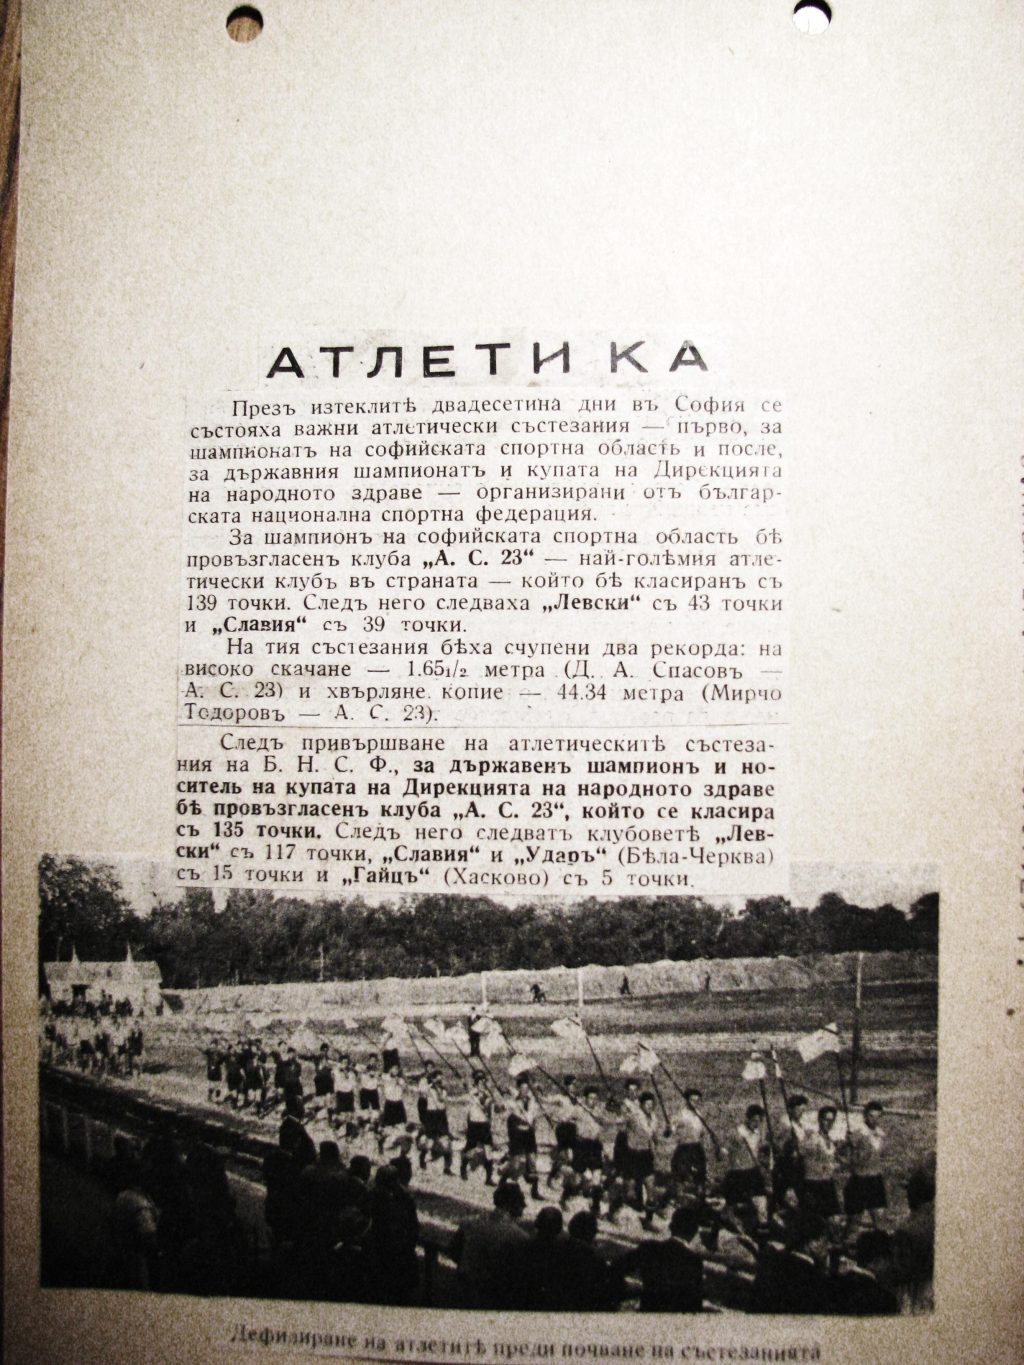 АТЛЕТИКА
Презъ изтеклитѣ двадесетина дни въ София се
състояха важни атлетически състезания — първо, за
шампионатъ на софийската спортна область и после,
за държавния шампионатъ и купата на Дирекцията
на народното здраве — организирани отъ българ-
ската национална спортна федерация.
За шампионъ на софийската спортна область бѣ
провъзгласенъ клуба „А. С. 23“ — най-голѣмия атле-
тически клубъ въ страната — който бѣ класиранъ съ
139 точки. Следъ него следваха „Левски“ съ 43 точки
и „Славия“ съ 39 точки.
На тия състезания бѣха счупени два рекорда: на
високо скачане — 1.65 1/2 метра (Д. А. Спасовъ —
А. С. 23) и хвърляне копие — 44.34 метра (Мирчо
Тодоровъ — А. С. 23).
Следъ привършване на атлетическитѣ състеза-
ния на Б. Н. С. Ф., за държавенъ шампионъ и но-
ситель на купата на Дирекцията на народното здраве
бѣ провъзгласенъ клуба „А. С. 23“, който се класира
съ 135 точки. Следъ него следватъ клубоветѣ „Лев-
ски“ съ 117 точки, „Славия“ и „Ударъ“ (Бѣла-Черква)
съ 15 точки и „Гайцъ“ (Хасково) съ 5 точки.
Дефилиране на атлетитѣ преди почване на състезанията